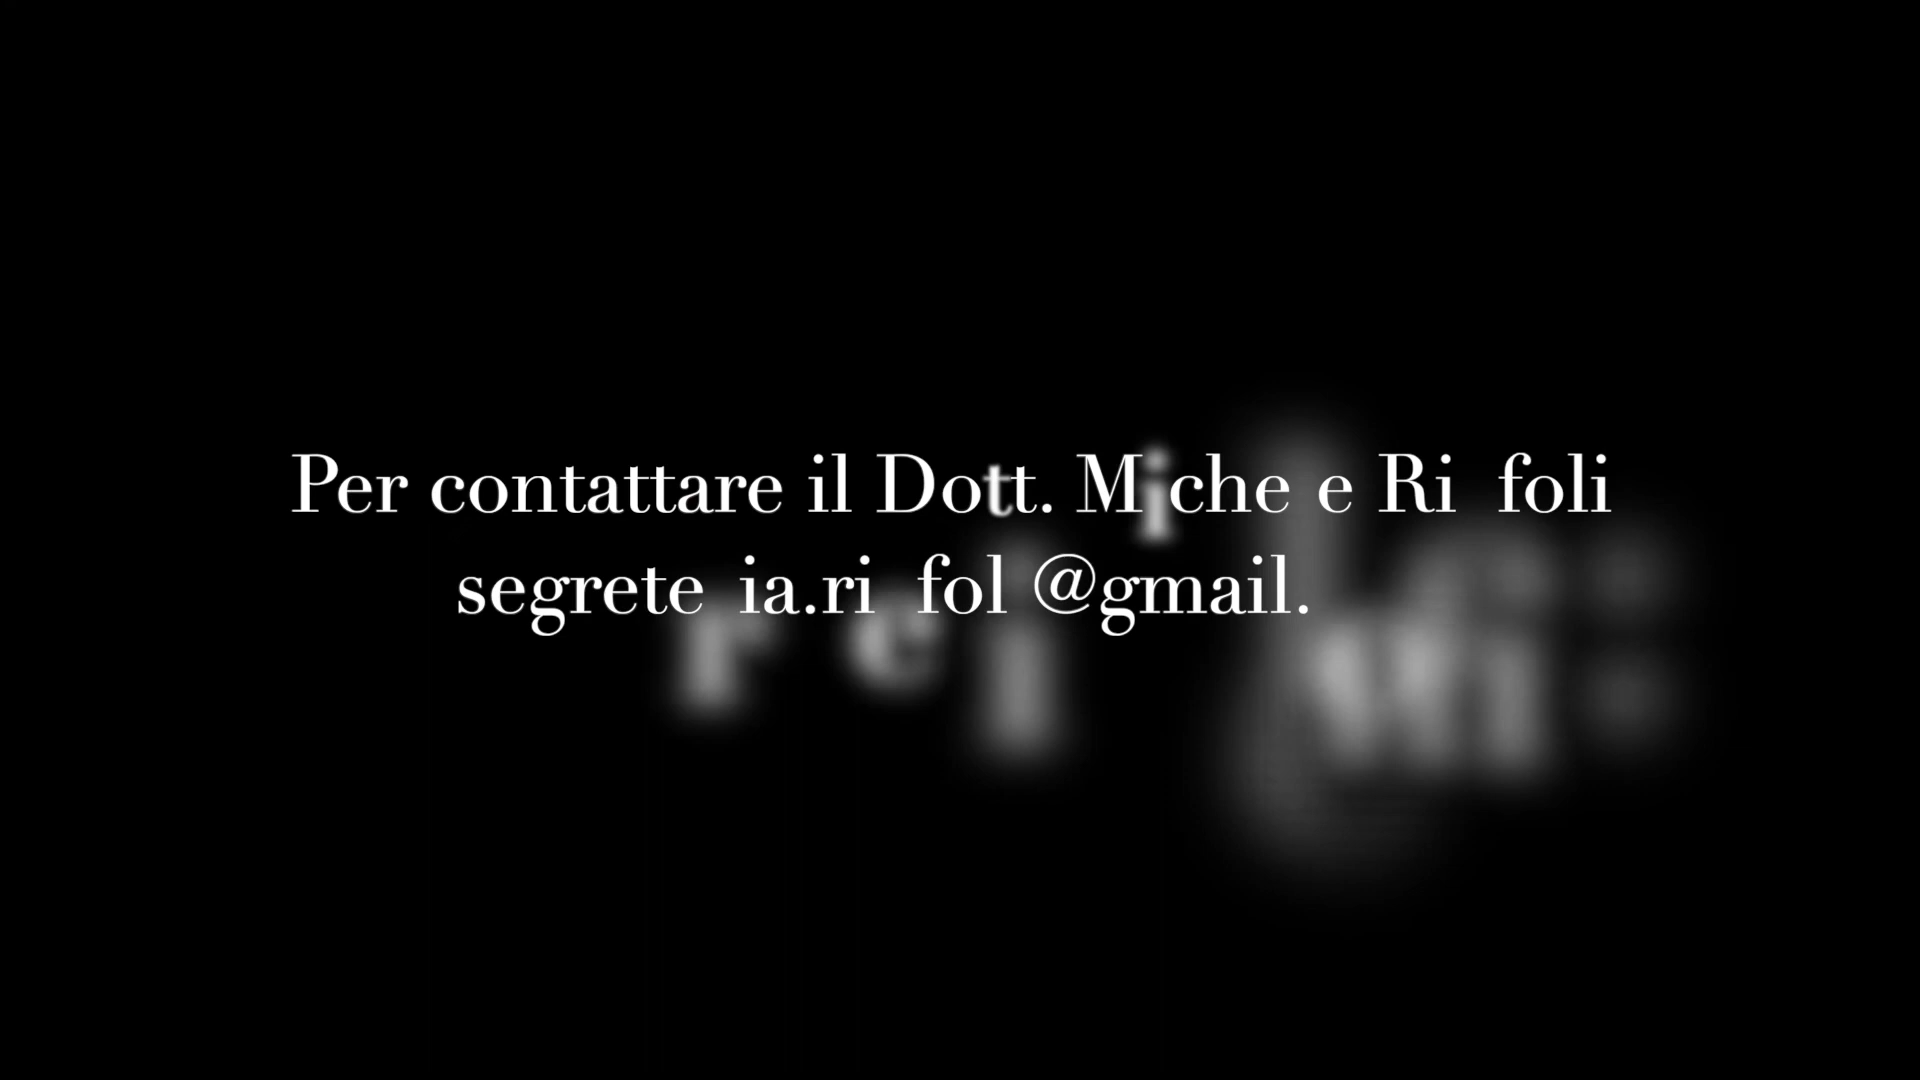 Per contattare il Dott. Miche e Ri foli
segrete ia.ri fol @gmail.